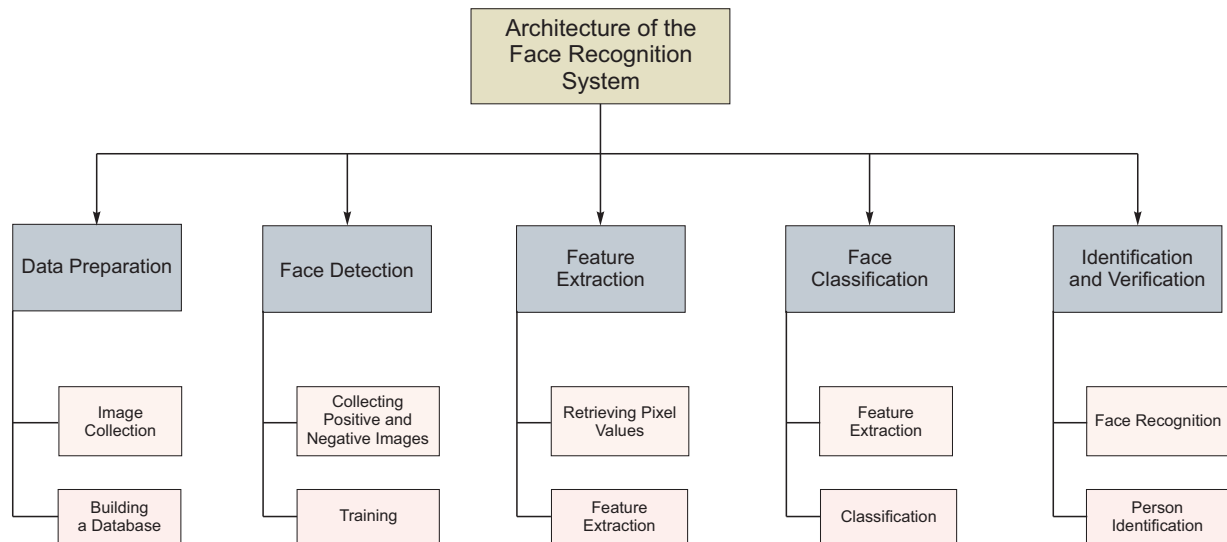 Architecture of the
Face Recognition
System
Data Preparation
Face Detection
Feature
Extraction
Face
Classification
Identification
and Verification
Image
Collection
Collecting
Positive and
Negative Images
Retrieving Pixel
Values
Feature
Extraction
Face Recognition
Building
a Database
Training
Feature
Extraction
Classification
Person
Identification